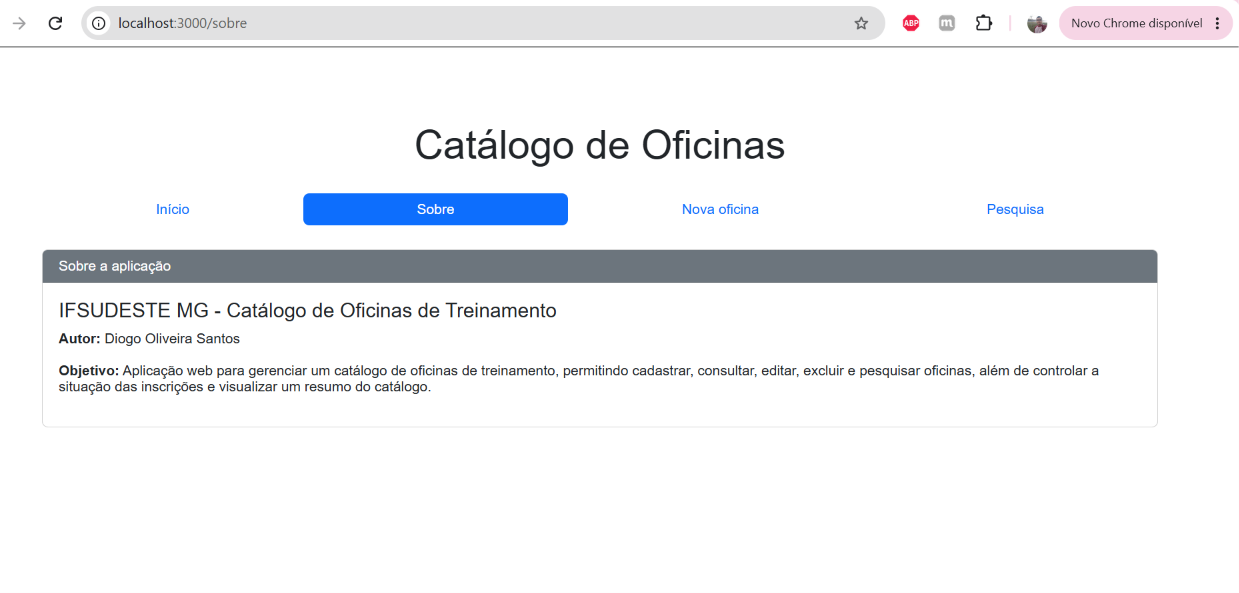 localhost:3000/sobre
ABP
m
Novo Chrome disponível
Catálogo de Oficinas
Início Sobre Nova oficina Pesquisa
Sobre a aplicação
IFSUDESTE MG - Catálogo de Oficinas de Treinamento
Autor: Diogo Oliveira Santos
Objetivo: Aplicação web para gerenciar um catálogo de oficinas de treinamento, permitindo cadastrar, consultar, editar, excluir e pesquisar oficinas, além de controlar a
situação das inscrições e visualizar um resumo do catálogo.